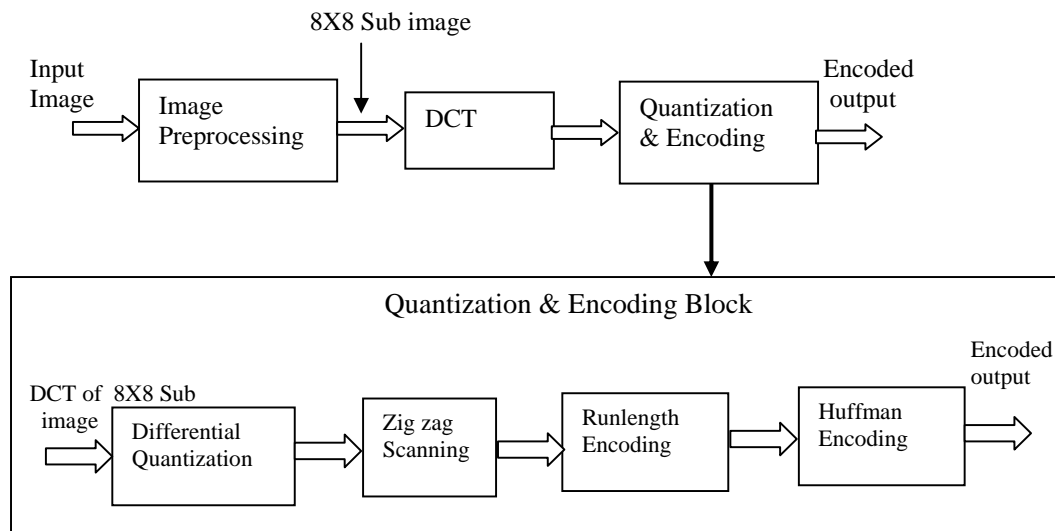 8X8 Sub image
Input
Image
Image
Preprocessing
DCT
Quantization
& Encoding
Encoded
output
Quantization & Encoding Block
DCT of 8X8 Sub
image
Differential
Quantization
Zig zag
Scanning
Runlength
Encoding
Huffman
Encoding
Encoded
output